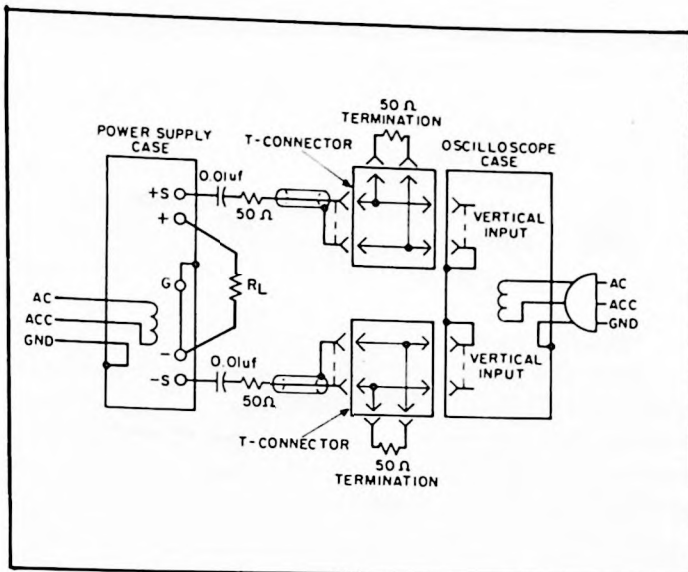 50 Ω
TERMINATION
T-CONNECTOR
POWER SUPPLY
CASE
OSCILLOSCOPE
CASE
0.01uf
+S
50Ω
+
VERTICAL
INPUT
G
RL
AC
ACC
GND
AC
ACC
GND
-
0.01uf
-S
50Ω
VERTICAL
INPUT
T-CONNECTOR
50 Ω
TERMINATION